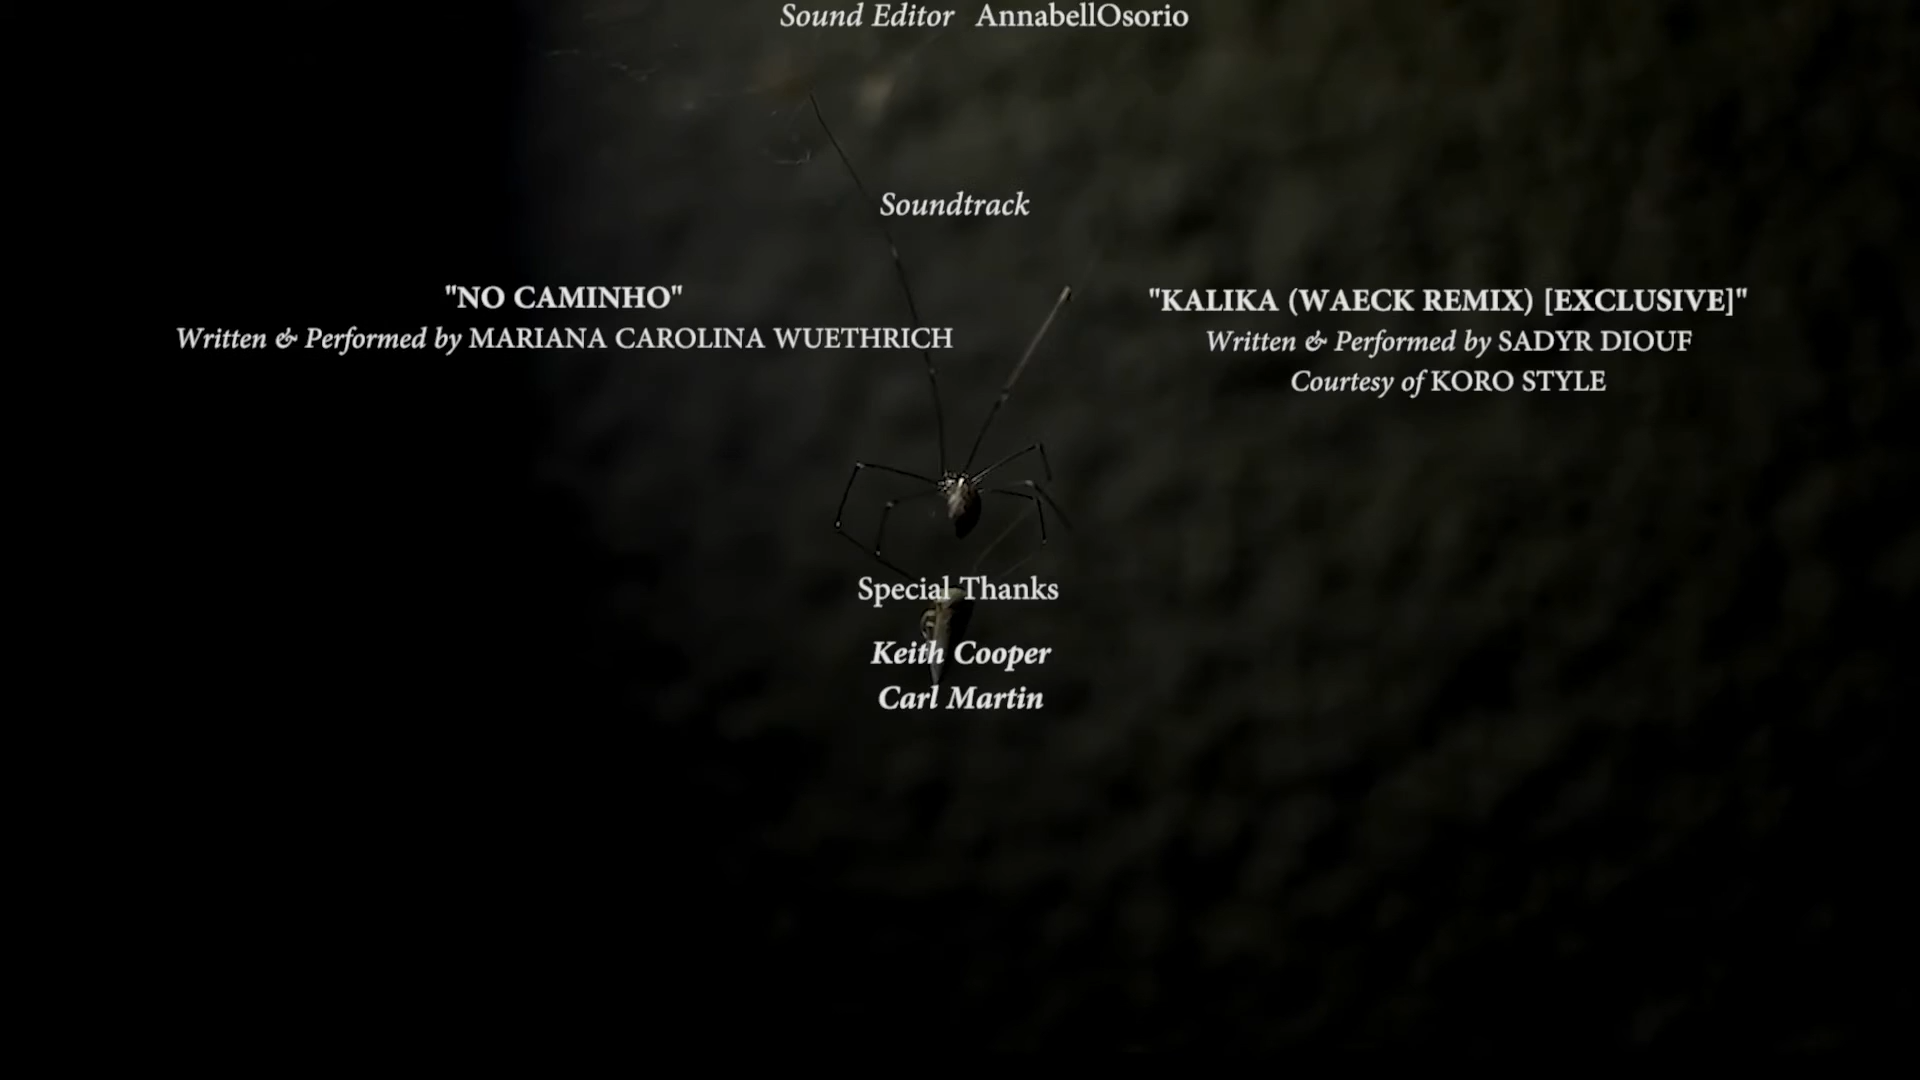 Sound Editor AnnabellOsorio
Soundtrack
"NO CAMINHO"
Written & Performed by MARIANA CAROLINA WUETHRICH
"KALIKA (WAECK REMIX) [EXCLUSIVE]"
Written & Performed by SADYR DIOUF
Courtesy of KORO STYLE
Special Thanks
Keith Cooper
Carl Martin